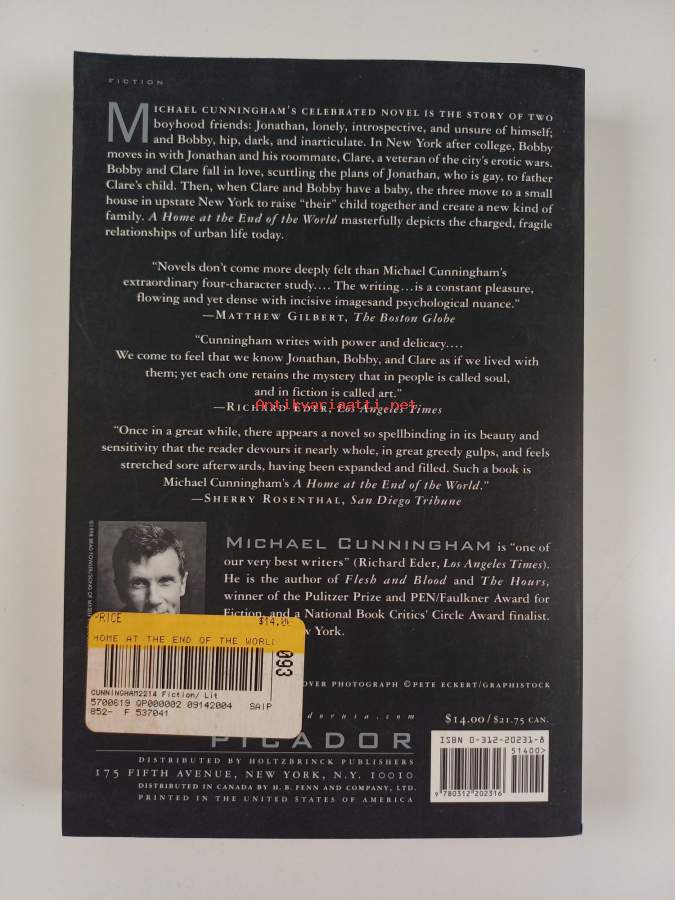 FICTION
MICHAEL CUNNINGHAM'S CELEBRATED NOVEL IS THE STORY OF TWO
boyhood friends: Jonathan, lonely, introspective, and unsure of himself;
and Bobby, hip, dark, and inarticulate. In New York after college, Bobby
moves in with Jonathan and his roommate, Clare, a veteran of the city's erotic wars.
Bobby and Clare fall in love, scuttling the plans of Jonathan, who is gay, to father
Clare's child. Then, when Clare and Bobby have a baby, the three move to a small
house in upstate New York to raise "their" child together and create a new kind of
family. A Home at the End of the World masterfully depicts the charged, fragile
relationships of urban life today.
"Novels don't come more deeply felt than Michael Cunningham's
extraordinary four-character study.... The writing...is a constant pleasure,
flowing and yet dense with incisive imagesand psychological nuance."
—MATTHEW GILBERT, The Boston Globe
"Cunningham writes with power and delicacy....
We come to feel that we know Jonathan, Bobby, and Clare as if we lived with
them; yet each one retains the mystery that in people is called soul,
and in fiction is called art."
Antikvariaatti.net
—RICHARD EDER, Los Angeles Times
"Once in a great while, there appears a novel so spellbinding in its beauty and
sensitivity that the reader devours it nearly whole, in great greedy gulps, and feels
stretched sore afterwards, having been expanded and filled. Such a book is
Michael Cunningham's A Home at the End of the World."
—SHERRY ROSENTHAL, San Diego Tribune
MICHAEL CUNNINGHAM is "one of
our very best writers" (Richard Eder, Los Angeles Times).
He is the author of Flesh and Blood and The Hours,
winner of the Pulitzer Prize and PEN/Faulkner Award for
Fiction, and a National Book Critics' Circle Award finalist.
York.
PHOTOGRAPH ©PETE ECKERT/GRAPHISTOCK
RICE
HOME AT THE END OF THE WORLD
093
CUNNINGHAM2214 Fiction/ Lit
5700619 QP000002 09142004 SAIP
852- F 537041
$14.00/$21.75 CAN.
PICADOR
DISTRIBUTED BY HOLTZBRINCK PUBLISHERS
175 FIFTH AVENUE, NEW YORK, N.Y. 10010
DISTRIBUTED IN CANADA BY H. B. FENN AND COMPANY, LTD.
PRINTED IN THE UNITED STATES OF AMERICA
ISBN 0-312-20231-8
51400>
9 780312 202316